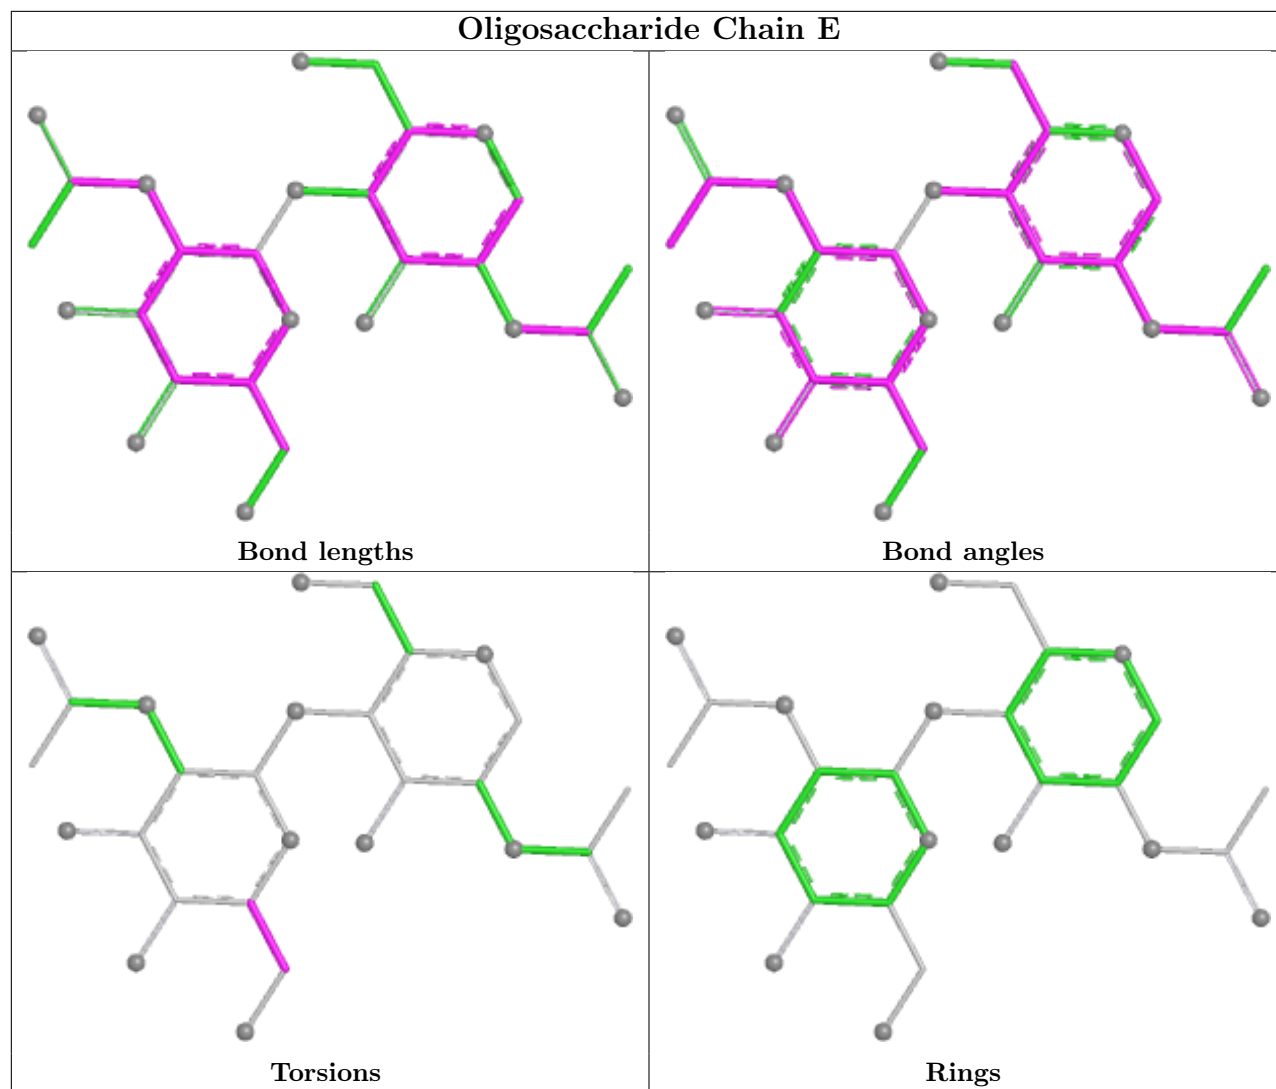 Oligosaccharide Chain E
Bond lengths
Bond angles
Torsions
Rings